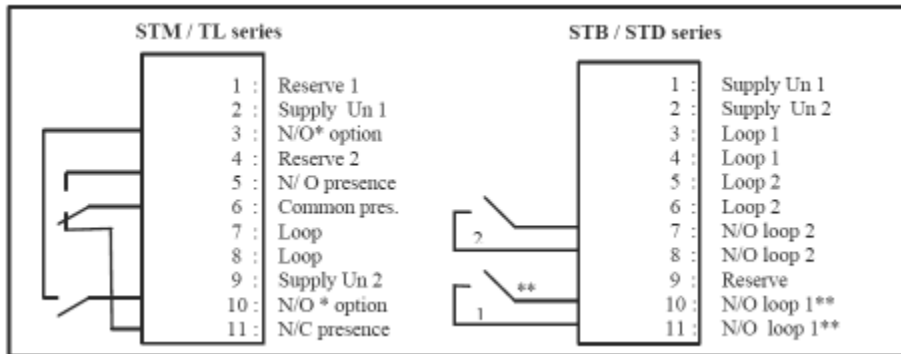 STM / TL series
1 : Reserve 1
2 : Supply Un 1
3 : N/O* option
4 : Reserve 2
5 : N/ O presence
6 : Common pres.
7 : Loop
8 : Loop
9 : Supply Un 2
10 : N/O * option
11 : N/C presence
STB / STD series
1 : Supply Un 1
2 : Supply Un 2
3 : Loop 1
4 : Loop 1
5 : Loop 2
6 : Loop 2
7 : N/O loop 2
8 : N/O loop 2
9 : Reserve
10 : N/O loop 1**
11 : N/O loop 1**
2
**
1